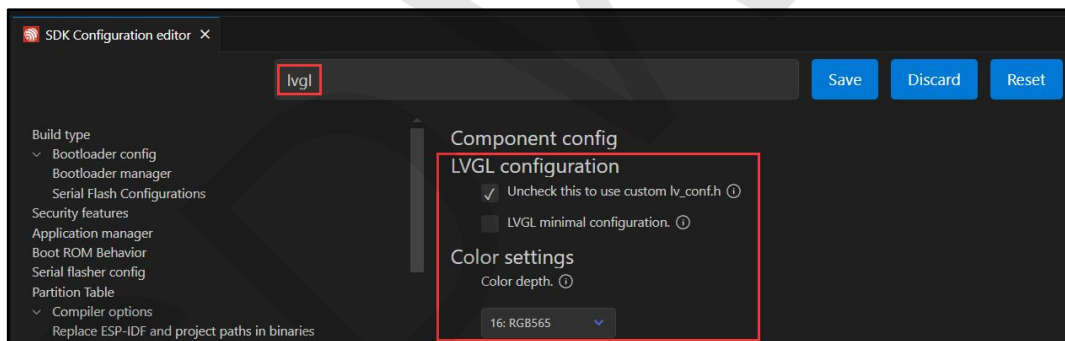 SDK Configuration editor
lvgl
Save
Discard
Reset
Build type
Bootloader config
Bootloader manager
Serial Flash Configurations
Security features
Application manager
Boot ROM Behavior
Serial flasher config
Partition Table
Compiler options
Replace ESP-IDF and project paths in binaries
Component config
LVGL configuration
Uncheck this to use custom lv_conf.h
LVGL minimal configuration.
Color settings
Color depth.
16: RGB565